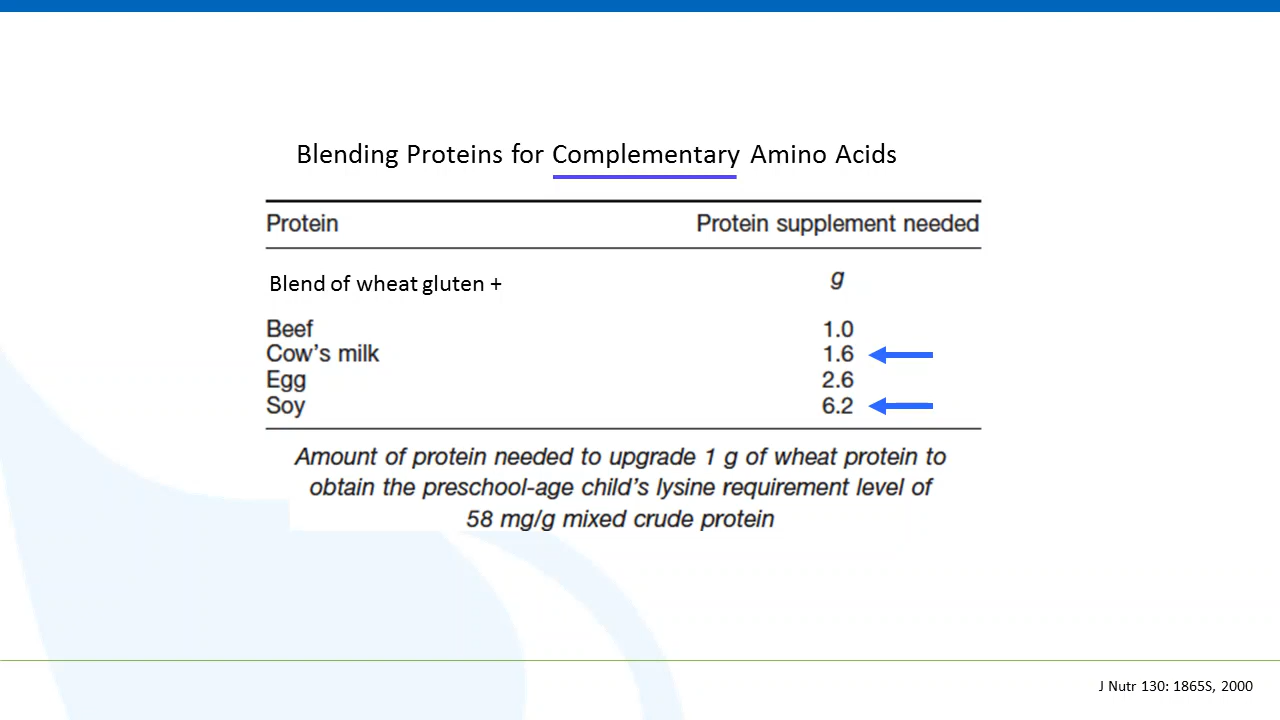 Blending Proteins for Complementary Amino Acids
Protein Protein supplement needed
Blend of wheat gluten + g
Beef 1.0
Cow's milk 1.6
Egg 2.6
Soy 6.2
Amount of protein needed to upgrade 1 g of wheat protein to
obtain the preschool-age child's lysine requirement level of
58 mg/g mixed crude protein
J Nutr 130: 1865S, 2000